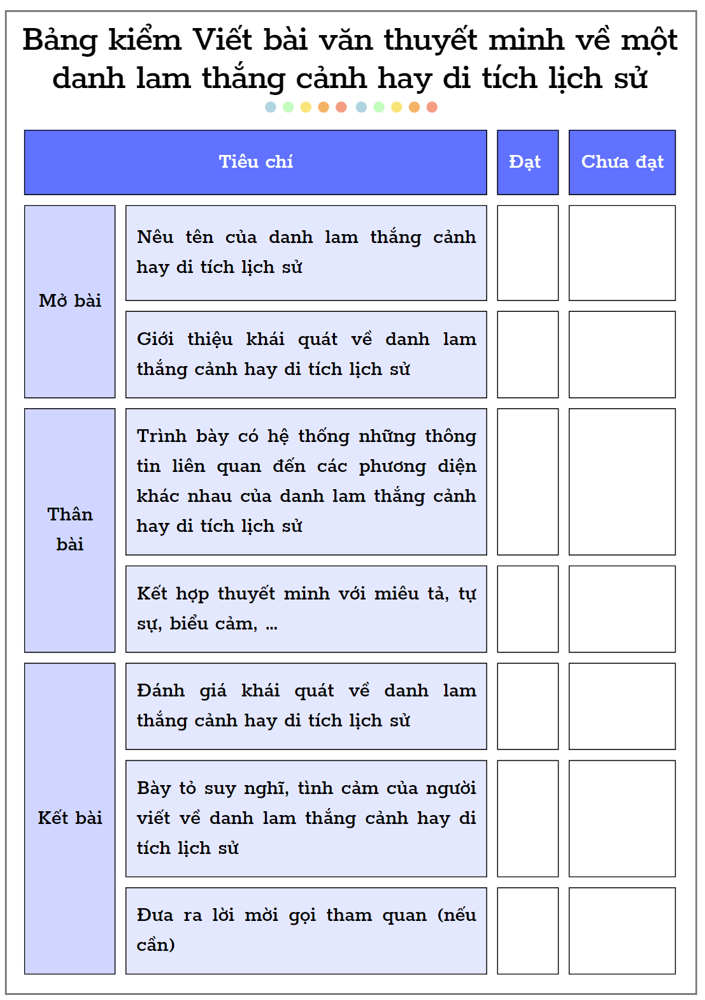 Bảng kiểm Viết bài văn thuyết minh về một
danh lam thắng cảnh hay di tích lịch sử
Tiêu chí
Đạt
Chưa đạt
Mở bài
Nêu tên của danh lam thắng cảnh
hay di tích lịch sử
Giới thiệu khái quát về danh lam
thắng cảnh hay di tích lịch sử
Thân
bài
Trình bày có hệ thống những thông
tin liên quan đến các phương diện
khác nhau của danh lam thắng cảnh
hay di tích lịch sử
Kết hợp thuyết minh với miêu tả, tự
sự, biểu cảm, ...
Kết bài
Đánh giá khái quát về danh lam
thắng cảnh hay di tích lịch sử
Bày tỏ suy nghĩ, tình cảm của người
viết về danh lam thắng cảnh hay di
tích lịch sử
Đưa ra lời mời gọi tham quan (nếu
cần)